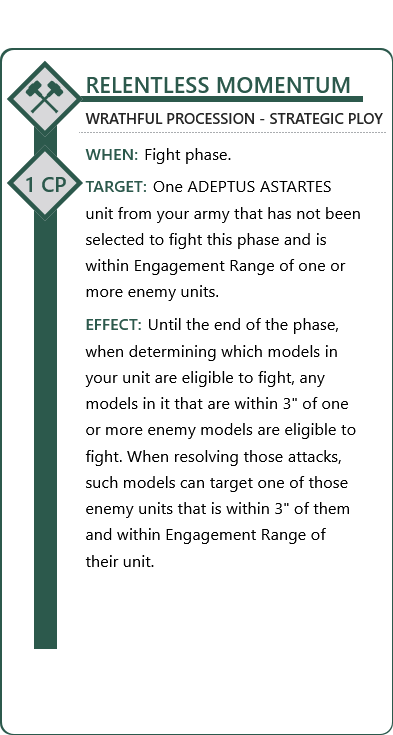 RELENTLESS MOMENTUM
WRATHFUL PROCESSION - STRATEGIC PLOY
1 CP
WHEN: Fight phase.
TARGET: One ADEPTUS ASTARTES
unit from your army that has not been
selected to fight this phase and is
within Engagement Range of one or
more enemy units.
EFFECT: Until the end of the phase,
when determining which models in
your unit are eligible to fight, any
models in it that are within 3" of one
or more enemy models are eligible to
fight. When resolving those attacks,
such models can target one of those
enemy units that is within 3" of them
and within Engagement Range of
their unit.